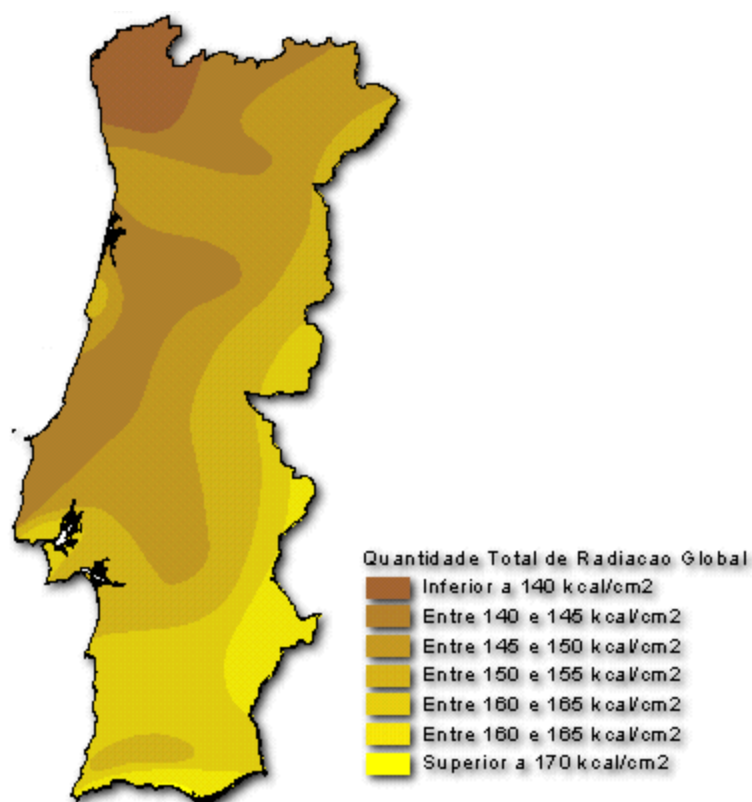 Quantidade Total de Radiacao Global
Inferior a 140 kcal/cm2
Entre 140 e 145 kcal/cm2
Entre 145 e 150 kcal/cm2
Entre 150 e 155 kcal/cm2
Entre 160 e 165 kcal/cm2
Entre 160 e 165 kcal/cm2
Superior a 170 kcal/cm2